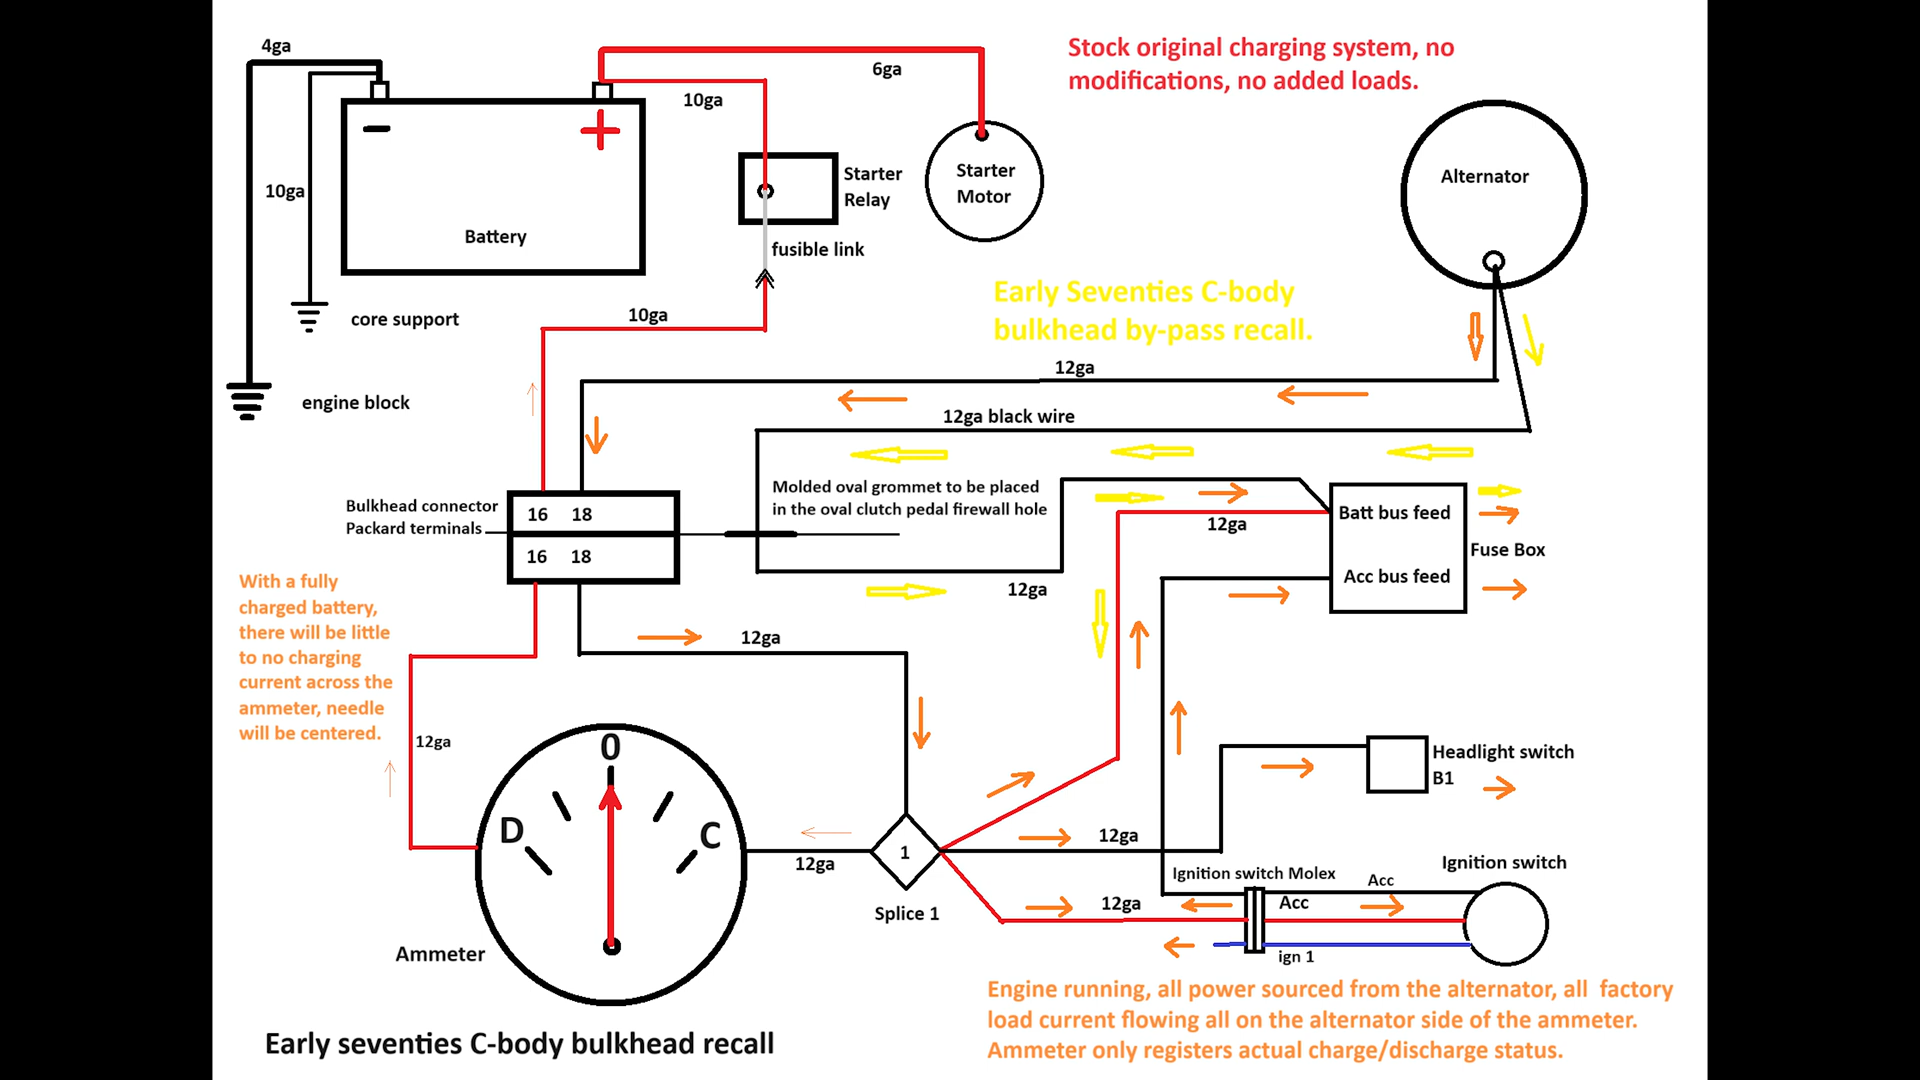 4ga
6ga
10ga
Stock original charging system, no
modifications, no added loads.
10ga
Battery
Starter
Relay
Starter
Motor
Alternator
fusible link
core support
10ga
Early Seventies C-body
bulkhead by-pass recall.
12ga
engine block
12ga black wire
Bulkhead connector
Packard terminals
16 18
16 18
Molded oval grommet to be placed
in the oval clutch pedal firewall hole
12ga
Batt bus feed
Acc bus feed
Fuse Box
12ga
With a fully
charged battery,
there will be little
to no charging
current across the
ammeter, needle
will be centered.
12ga
12ga
0
D
C
Headlight switch
B1
12ga
12ga
1
Splice 1
Ignition switch Molex
Acc
Ignition switch
12ga
Acc
ign 1
Ammeter
Engine running, all power sourced from the alternator, all factory
load current flowing all on the alternator side of the ammeter.
Ammeter only registers actual charge/discharge status.
Early seventies C-body bulkhead recall